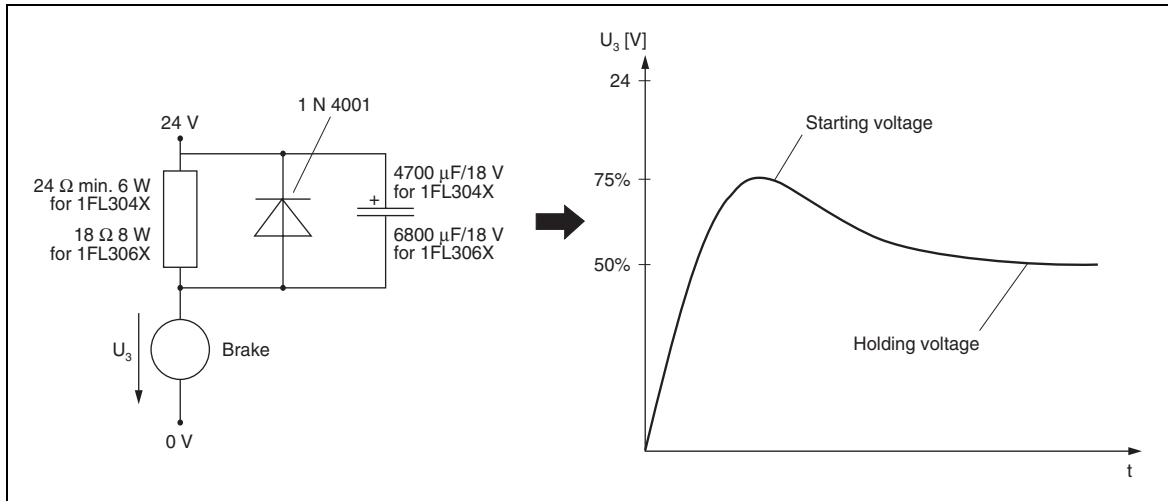 1 N 4001
24 V
24 Ω min. 6 W
for 1FL304X
18 Ω 8 W
for 1FL306X
+
4700 μF/18 V
for 1FL304X
6800 μF/18 V
for 1FL306X
U3
Brake
0 V
U3 [V]
24
75%
50%
Starting voltage
Holding voltage
t